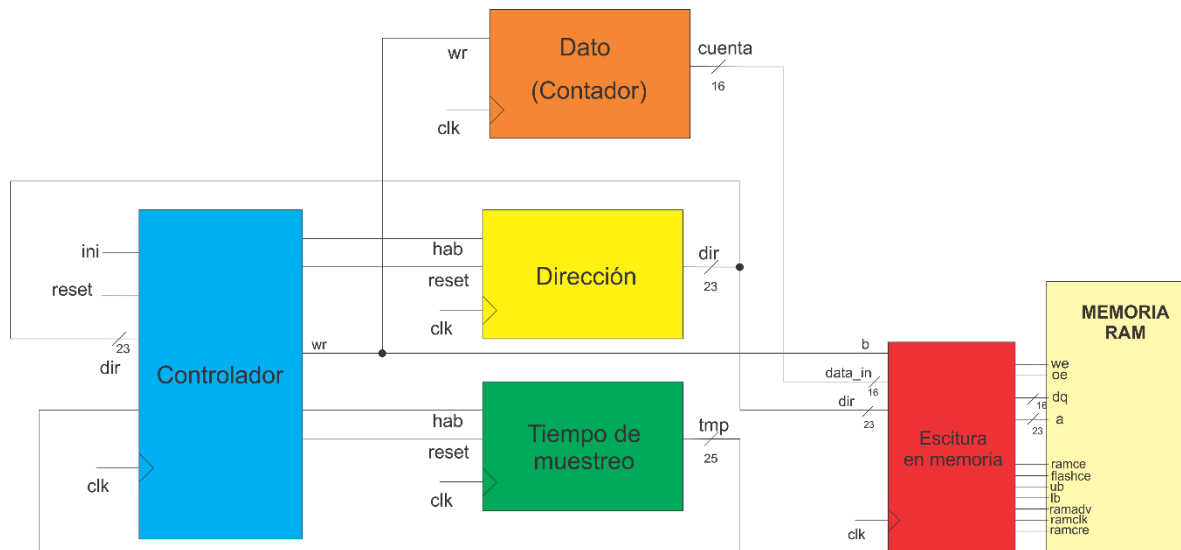 Dato
(Contador)
wr
clk
cuenta
16
ini
reset
23
dir
clk
Controlador
wr
hab
reset
clk
Dirección
dir
23
hab
reset
clk
Tiempo de
muestreo
tmp
25
b
data_in
16
dir
23
clk
Escitura
en memoria
MEMORIA
RAM
we
oe
dq
16
a
23
ramce
flashce
ub
lb
ramadv
ramclk
ramcre